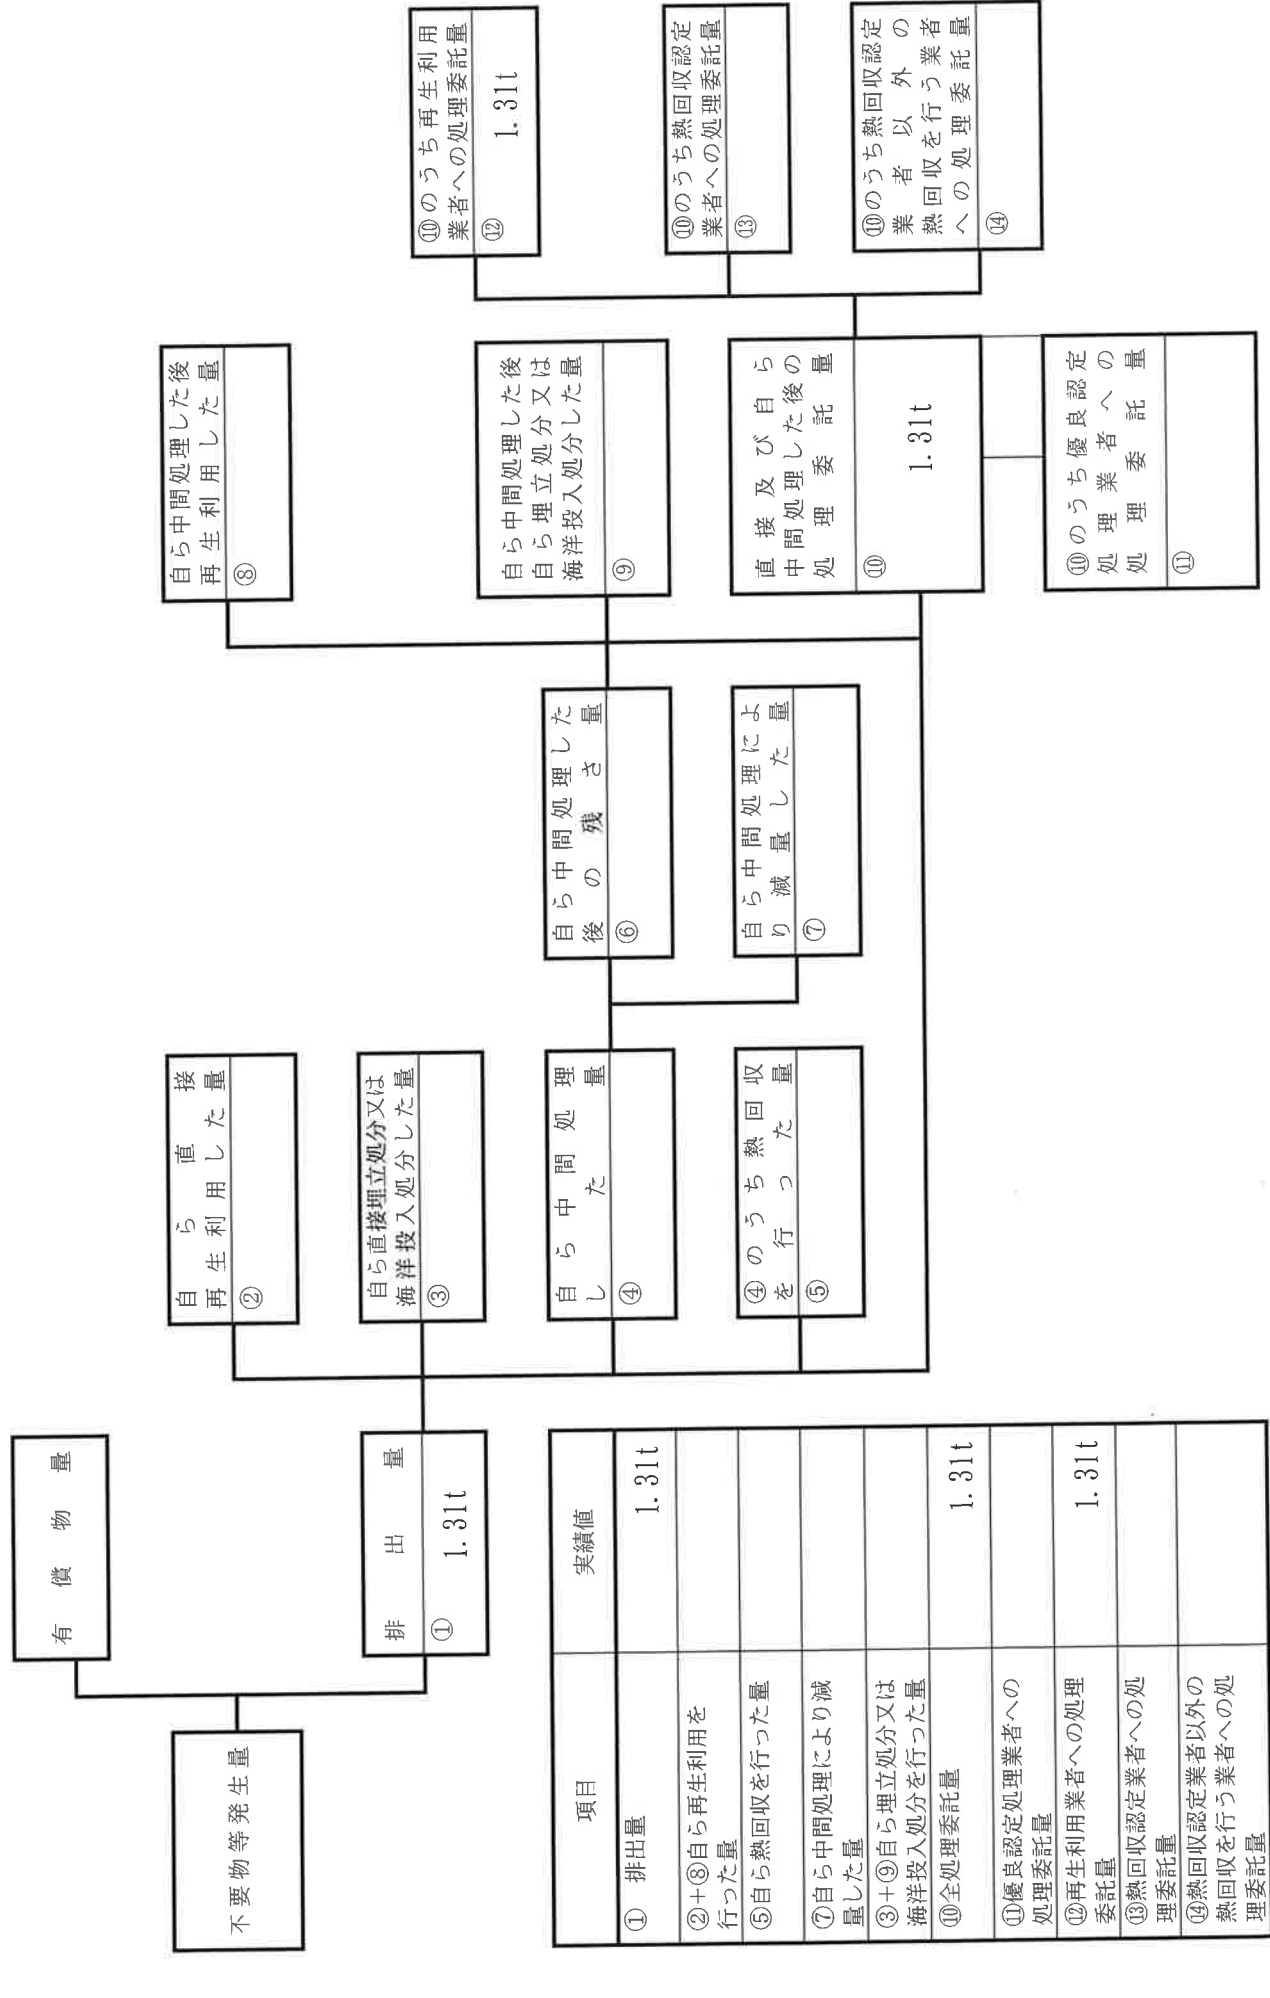 不要物等発生量
有償物量
排出量
①
1.31t
自ら直接
再生利用した量
②
自ら直接埋立処分又は
海洋投入処分した量
③
自ら中間処理
した量
④
④のうち熱回収
を行った量
⑤
自ら中間処理した
後の残さ量
⑥
自ら中間処理によ
り減量した量
⑦
自ら中間処理した後
再生利用した量
⑧
自ら中間処理した後
自ら埋立処分又は
海洋投入処分した量
⑨
直接及び自ら
中間処理した後の
処理委託量
⑩
1.31t
⑩のうち優良認定
処理業者への
処理委託量
⑪
⑩のうち再生利用
業者への処理委託量
⑫
1.31t
⑩のうち熱回収認定
業者への処理委託量
⑬
⑩のうち熱回収認定
業者以外の
熱回収を行う業者
への処理委託量
⑭
項目 実績値
① 排出量 1.31t
②+⑧自ら再生利用を
行った量
⑤自ら熱回収を行った量
⑦自ら中間処理により減
量した量
③+⑨自ら埋立処分又は
海洋投入処分を行った量
⑩全処理委託量 1.31t
⑪優良認定処理業者への
処理委託量
⑫再生利用業者への処理 1.31t
委託量
⑬熱回収認定業者への処
理委託量
⑭熱回収認定業者以外の
熱回収を行う業者への処
理委託量